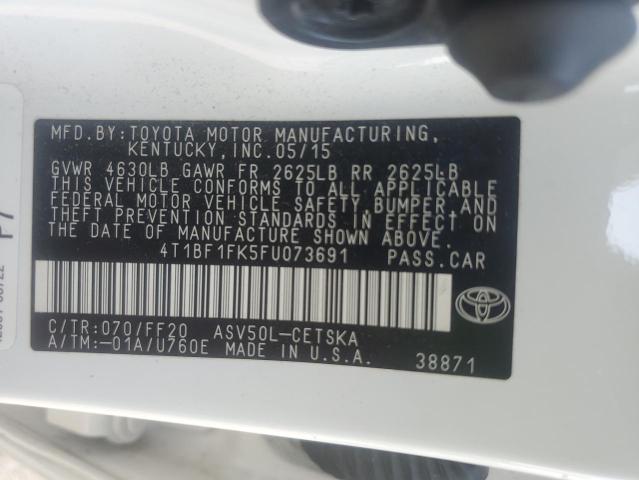 MFD.BY:TOYOTA MOTOR MANUFACTURING,
KENTUCKY, INC. 05/15
GVWR 4630LB GAWR FR 2625LB RR 2625LB
THIS VEHICLE CONFORMS TO ALL APPLICABLE
FEDERAL MOTOR VEHICLE SAFETY, BUMPER AND
THEFT PREVENTION STANDARDS IN EFFECT ON
THE DATE OF MANUFACTURE SHOWN ABOVE.
4T1BF1FK5FU073691 PASS.CAR
C/TR:070/FF20 ASV50L-CETSKA
A/TM:-01A/U760E MADE IN U.S.A.
38871
TOYOTA